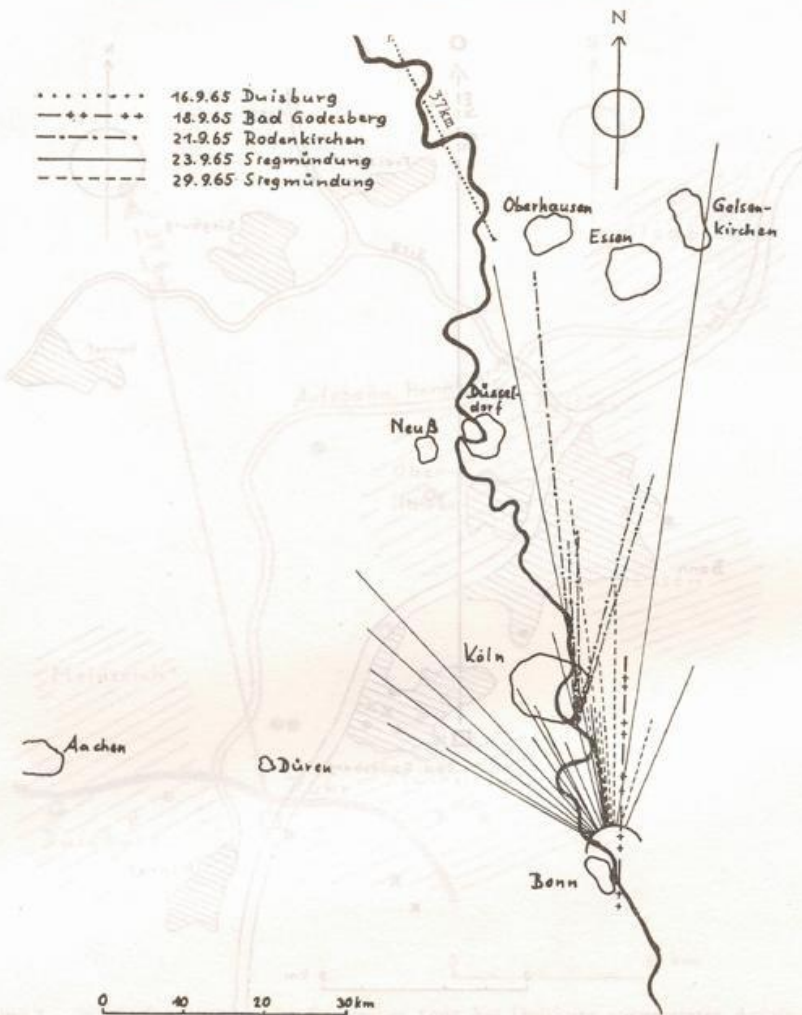 N
37km
16.9.65 Duisburg
18.9.65 Bad Godesberg
21.9.65 Rodenkirchen
23.9.65 Siegmündung
29.9.65 Siegmündung
Oberhausen
Essen
Gelsen-
kirchen
Neuß
Düssel-
dorf
Köln
Aachen
Düren
Bonn
0 10 20 30km